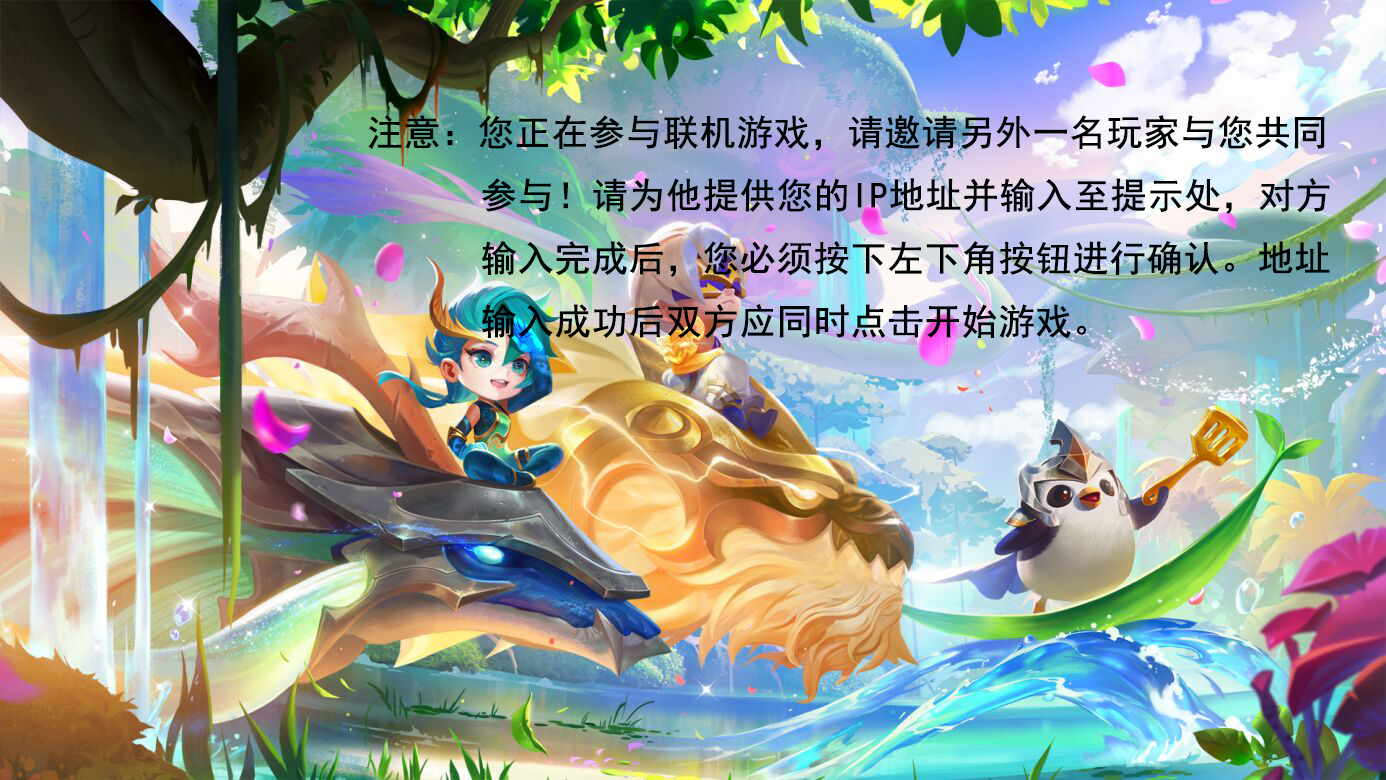 注意：您正在参与联机游戏，请邀请另外一名玩家与您共同
参与！请为他提供您的IP地址并输入至提示处，对方
输入完成后，您必须按下左下角按钮进行确认。地址
输入成功后双方应同时点击开始游戏。